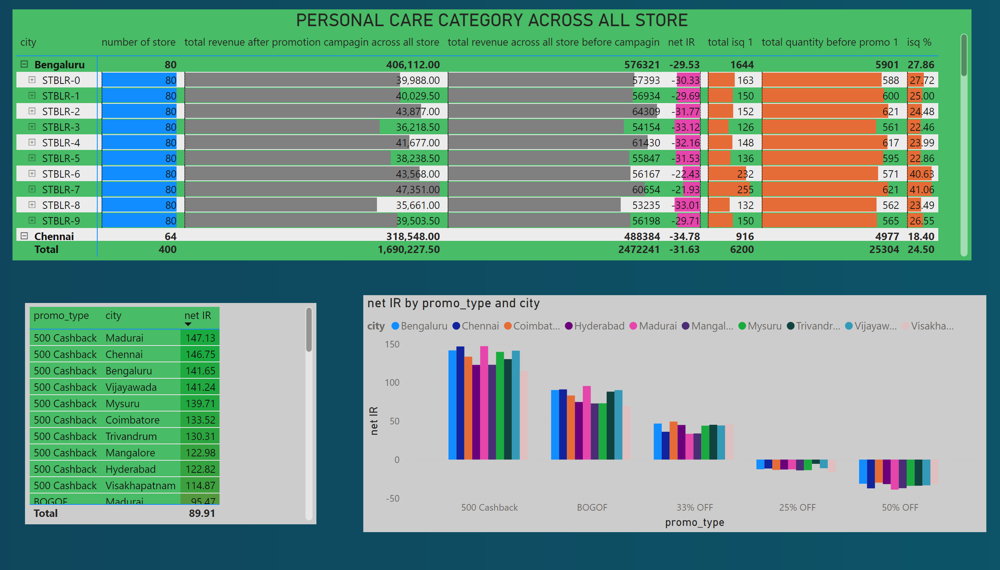 PERSONAL CARE CATEGORY ACROSS ALL STORE
city number of store total revenue after promotion campagin across all store total revenue across all store before campagin net IR total isq 1 total quantity before promo 1 isq %
Bengaluru 80 406,112.00 576321 -29.53 1644 5901 27.86
STBLR-0 80 39,988.00 57393 -30.33 163 588 27.72
STBLR-1 80 40,029.50 56934 -29.69 150 600 25.00
STBLR-2 80 43,877.00 64309 -31.77 152 621 24.48
STBLR-3 80 36,218.50 54154 -33.12 126 561 22.46
STBLR-4 80 41,677.00 61430 -32.16 148 617 23.99
STBLR-5 80 38,238.50 55847 -31.53 136 595 22.86
STBLR-6 80 43,568.00 56167 -22.43 232 571 40.63
STBLR-7 80 47,351.00 60654 -21.93 255 621 41.06
STBLR-8 80 35,661.00 53235 -33.01 132 562 23.49
STBLR-9 80 39,503.50 56198 -29.71 150 565 26.55
Chennai 64 318,548.00 488384 -34.78 916 4977 18.40
Total 400 1,690,227.50 2472241 -31.63 6200 25304 24.50
promo_type city net IR
500 Cashback Madurai 147.13
500 Cashback Chennai 146.75
500 Cashback Bengaluru 141.65
500 Cashback Vijayawada 141.24
500 Cashback Mysuru 139.71
500 Cashback Coimbatore 133.52
500 Cashback Trivandrum 130.31
500 Cashback Mangalore 122.98
500 Cashback Hyderabad 122.82
500 Cashback Visakhapatnam 114.87
BOGOF Madurai 95.47
Total 89.91
net IR by promo_type and city
city Bengaluru Chennai Coimbat... Hyderabad Madurai Mangal... Mysuru Trivandr... Vijayaw... Visakha...
150
100
50
0
-50
net IR
500 Cashback BOGOF 33% OFF 25% OFF 50% OFF
promo_type